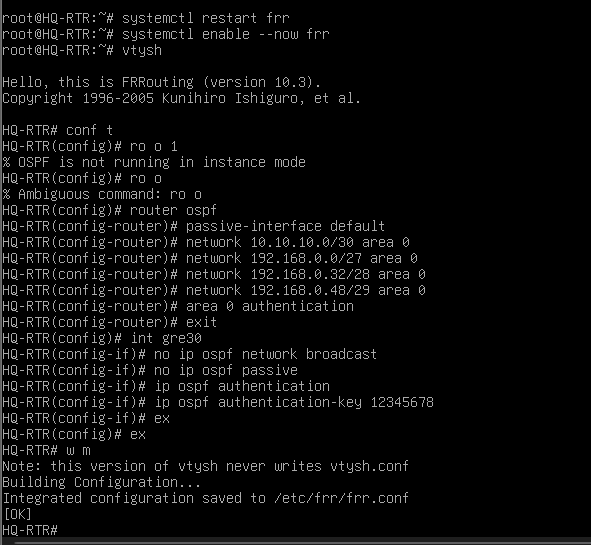 root@HQ-RTR:~# systemctl restart frr
root@HQ-RTR:~# systemctl enable --now frr
root@HQ-RTR:~# vtysh
Hello, this is FRRouting (version 10.3).
Copyright 1996-2005 Kunihiro Ishiguro, et al.
HQ-RTR# conf t
HQ-RTR(config)# ro o 1
% OSPF is not running in instance mode
HQ-RTR(config)# ro o
% Ambiguous command: ro o
HQ-RTR(config)# router ospf
HQ-RTR(config-router)# passive-interface default
HQ-RTR(config-router)# network 10.10.10.0/30 area 0
HQ-RTR(config-router)# network 192.168.0.0/27 area 0
HQ-RTR(config-router)# network 192.168.0.32/28 area 0
HQ-RTR(config-router)# network 192.168.0.48/29 area 0
HQ-RTR(config-router)# area 0 authentication
HQ-RTR(config-router)# exit
HQ-RTR(config)# int gre30
HQ-RTR(config-if)# no ip ospf network broadcast
HQ-RTR(config-if)# no ip ospf passive
HQ-RTR(config-if)# ip ospf authentication
HQ-RTR(config-if)# ip ospf authentication-key 12345678
HQ-RTR(config-if)# ex
HQ-RTR(config)# ex
HQ-RTR# w m
Note: this version of vtysh never writes vtysh.conf
Building Configuration...
Integrated configuration saved to /etc/frr/frr.conf
[OK]
HQ-RTR#